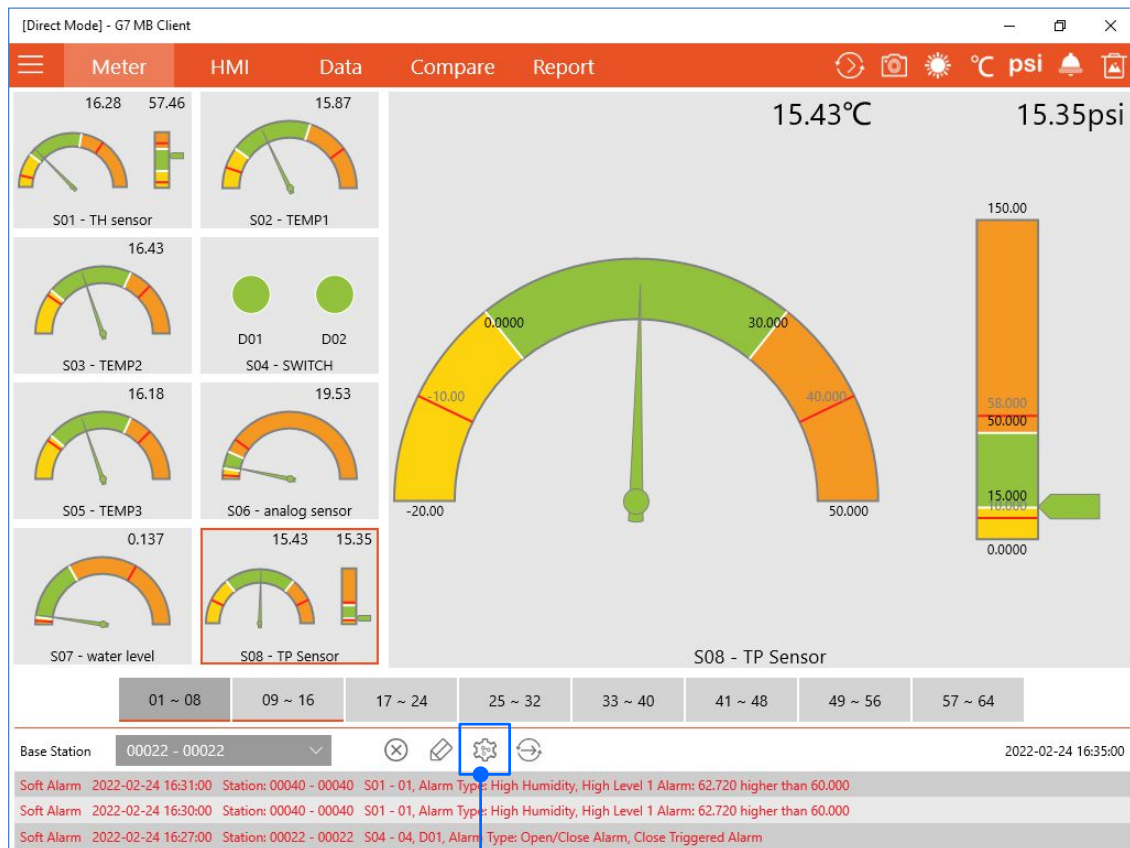 [Direct Mode] - G7 MB Client
Meter HMI Data Compare Report °C psi
16.28 57.46
S01 - TH sensor
15.87
S02 - TEMP1
16.43
S03 - TEMP2
D01 D02
S04 - SWITCH
16.18
S05 - TEMP3
19.53
S06 - analog sensor
0.137
S07 - water level
15.43 15.35
S08 - TP Sensor
15.43°C 15.35psi
0.0000 30.000
-10.00 40.000
-20.00 50.000
150.00
58.000
50.000
15.000
10.000
0.0000
S08 - TP Sensor
01 ~ 08 09 ~ 16 17 ~ 24 25 ~ 32 33 ~ 40 41 ~ 48 49 ~ 56 57 ~ 64
Base Station 00022 - 00022 2022-02-24 16:35:00
Soft Alarm 2022-02-24 16:31:00 Station: 00040 - 00040 S01 - 01, Alarm Type: High Humidity, High Level 1 Alarm: 62.720 higher than 60.000
Soft Alarm 2022-02-24 16:30:00 Station: 00040 - 00040 S01 - 01, Alarm Type: High Humidity, High Level 1 Alarm: 62.720 higher than 60.000
Soft Alarm 2022-02-24 16:27:00 Station: 00022 - 00022 S04 - 04, D01, Alarm Type: Open/Close Alarm, Close Triggered Alarm